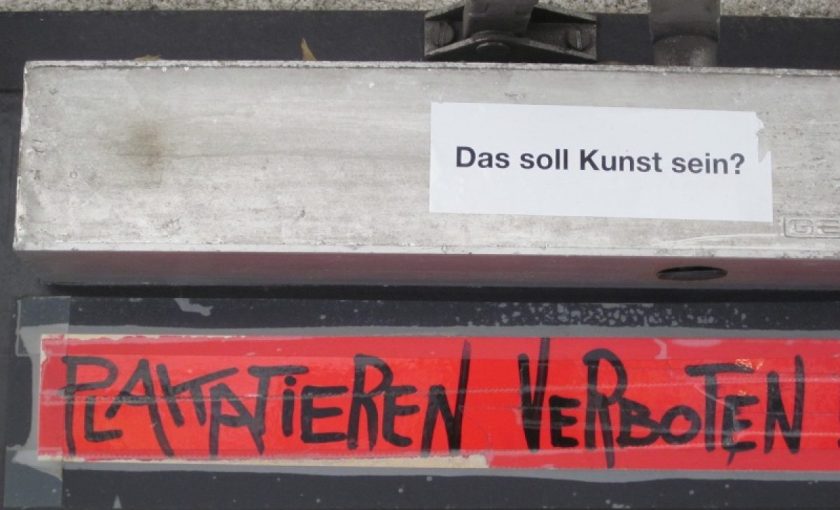 Das soll Kunst sein?
PLAKATIEREN VERBOTEN